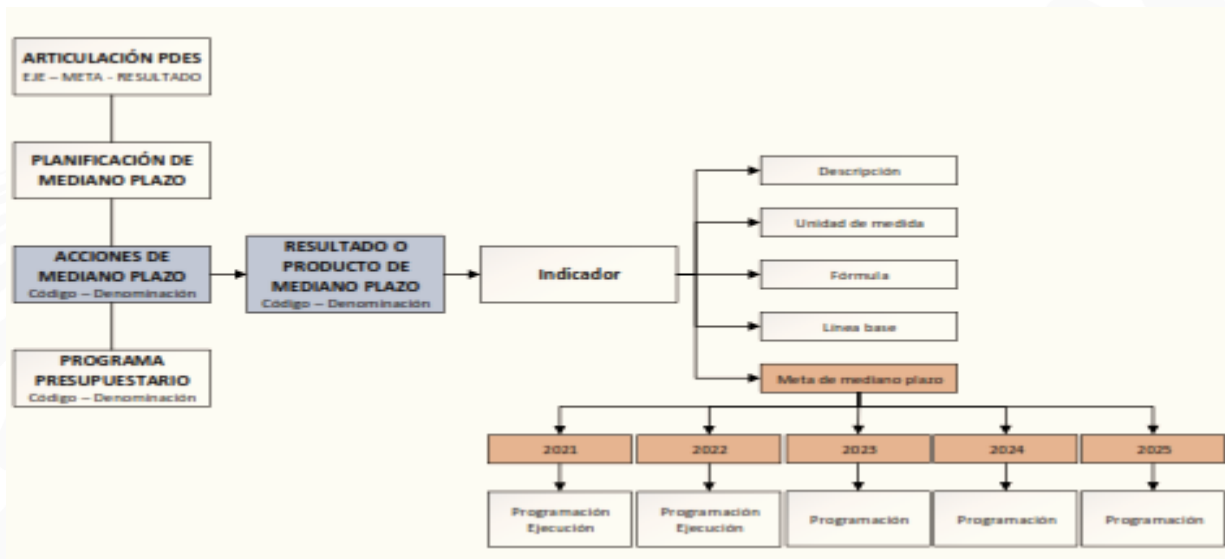 ARTICULACIÓN PDES
EJE – META - RESULTADO
PLANIFICACIÓN DE
MEDIANO PLAZO
ACCIONES DE
MEDIANO PLAZO
Código – Denominación
RESULTADO O
PRODUCTO DE
MEDIANO PLAZO
Código – Denominación
Indicador
PROGRAMA
PRESUPUESTARIO
Código – Denominación
Descripción
Unidad de medida
Fórmula
Línea base
Meta de mediano plazo
2021
2022
2023
2024
2025
Programación
Ejecución
Programación
Ejecución
Programación
Programación
Programación